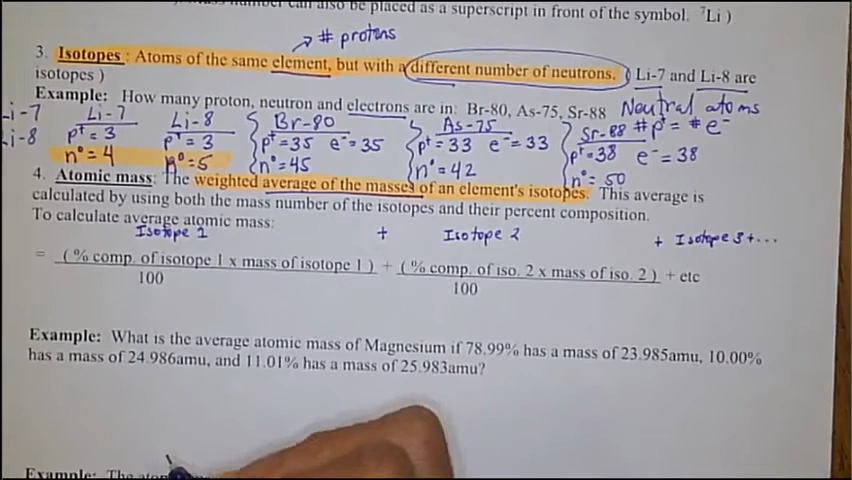 number can also be placed as a superscript in front of the symbol. ⁷Li )
→ # protons
3. Isotopes : Atoms of the same element, but with a different number of neutrons. ( Li-7 and Li-8 are
isotopes )
Example: How many proton, neutron and electrons are in: Br-80, As-75, Sr-88 Neutral atoms
Li-7 Li-7 Li-8 Br-80 As-75 Sr-88 #p⁺ = #e⁻
Li-8 p⁺ = 3 p⁺ = 3 p⁺ = 35 e⁻ = 35 p⁺ = 33 e⁻ = 33 p⁺ = 38 e⁻ = 38
n° = 4 n° = 5 n° = 45 n° = 42 n° = 50
4. Atomic mass: The weighted average of the masses of an element's isotopes. This average is
calculated by using both the mass number of the isotopes and their percent composition.
To calculate average atomic mass:
Isotope 1 + Isotope 2 + Isotope 3 + ...
= ( % comp. of isotope 1 x mass of isotope 1 ) + ( % comp. of iso. 2 x mass of iso. 2 ) + etc
100 100
Example: What is the average atomic mass of Magnesium if 78.99% has a mass of 23.985amu, 10.00%
has a mass of 24.986amu, and 11.01% has a mass of 25.983amu?
Example: The